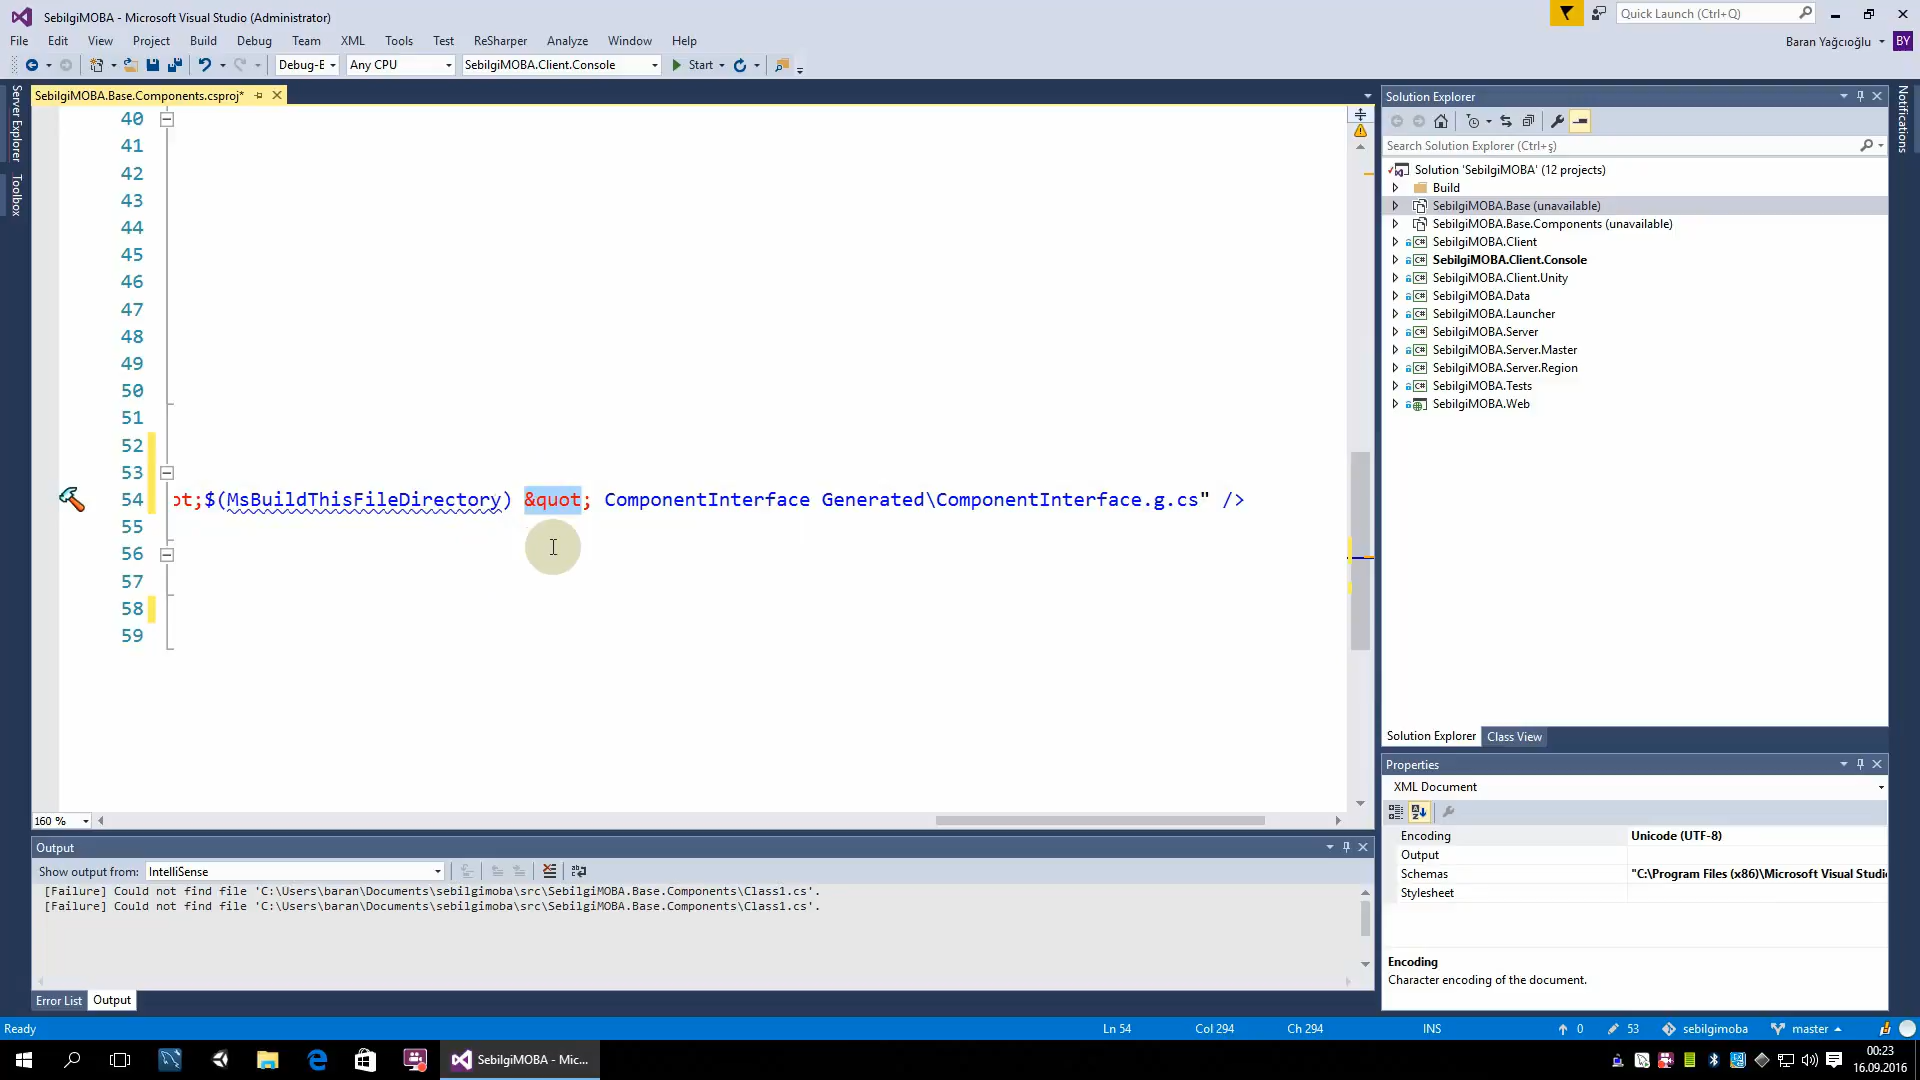 SebilgiMOBA - Microsoft Visual Studio (Administrator)
Quick Launch (Ctrl+Q)
File Edit View Project Build Debug Team XML Tools Test ReSharper Analyze Window Help
Baran Yağcıoğlu BY
Debug-E Any CPU SebilgiMOBA.Client.Console Start
Server Explorer
Toolbox
Notifications
SebilgiMOBA.Base.Components.csproj*
40
41
42
43
44
45
46
47
48
49
50
51
52
53
54 ot;$(MsBuildThisFileDirectory) &quot; ComponentInterface Generated\ComponentInterface.g.cs" />
55
56
57
58
59
160 %
Solution Explorer
Search Solution Explorer (Ctrl+ş)
Solution 'SebilgiMOBA' (12 projects)
Build
SebilgiMOBA.Base (unavailable)
SebilgiMOBA.Base.Components (unavailable)
SebilgiMOBA.Client
SebilgiMOBA.Client.Console
SebilgiMOBA.Client.Unity
SebilgiMOBA.Data
SebilgiMOBA.Launcher
SebilgiMOBA.Server
SebilgiMOBA.Server.Master
SebilgiMOBA.Server.Region
SebilgiMOBA.Tests
SebilgiMOBA.Web
Solution Explorer Class View
Properties
XML Document
Encoding Unicode (UTF-8)
Output
Schemas "C:\Program Files (x86)\Microsoft Visual Studi
Stylesheet
Encoding
Character encoding of the document.
Output
Show output from: IntelliSense
[Failure] Could not find file 'C:\Users\baran\Documents\sebilgimoba\src\SebilgiMOBA.Base.Components\Class1.cs'.
[Failure] Could not find file 'C:\Users\baran\Documents\sebilgimoba\src\SebilgiMOBA.Base.Components\Class1.cs'.
Error List Output
Ready Ln 54 Col 294 Ch 294 INS 0 53 sebilgimoba master
SebilgiMOBA - Mic...
00:23
16.09.2016